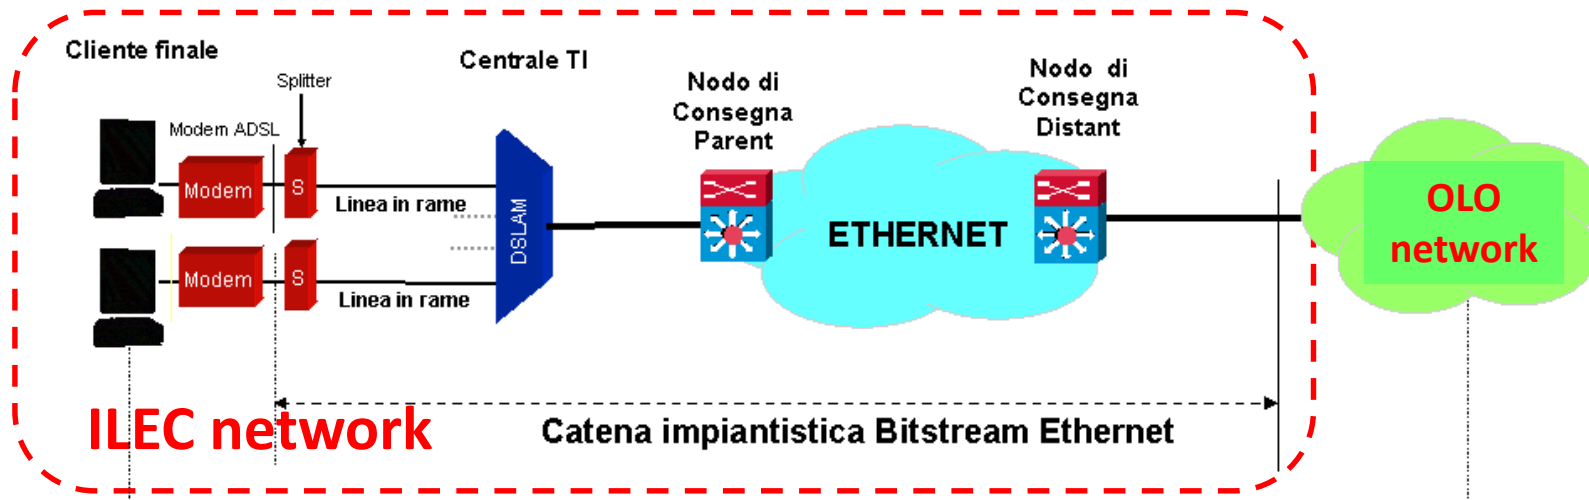 Cliente finale
Splitter
Centrale TI
Nodo di
Consegna
Parent
Nodo di
Consegna
Distant
Modem ADSL
Modem
S
Linea in rame
DSLAM
ETHERNET
OLO
network
Modem
S
Linea in rame
ILEC network
Catena impiantistica Bitstream Ethernet